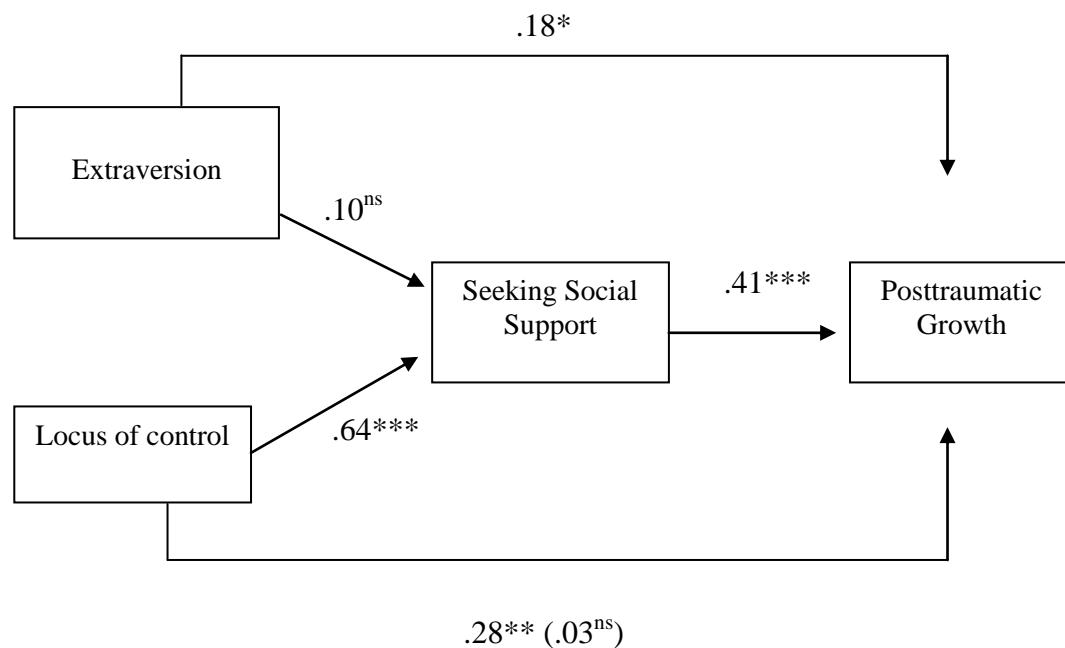 .18*
Extraversion
.10ns
Seeking Social
Support
.41***
Posttraumatic
Growth
Locus of control
.64***
.28** (.03ns)